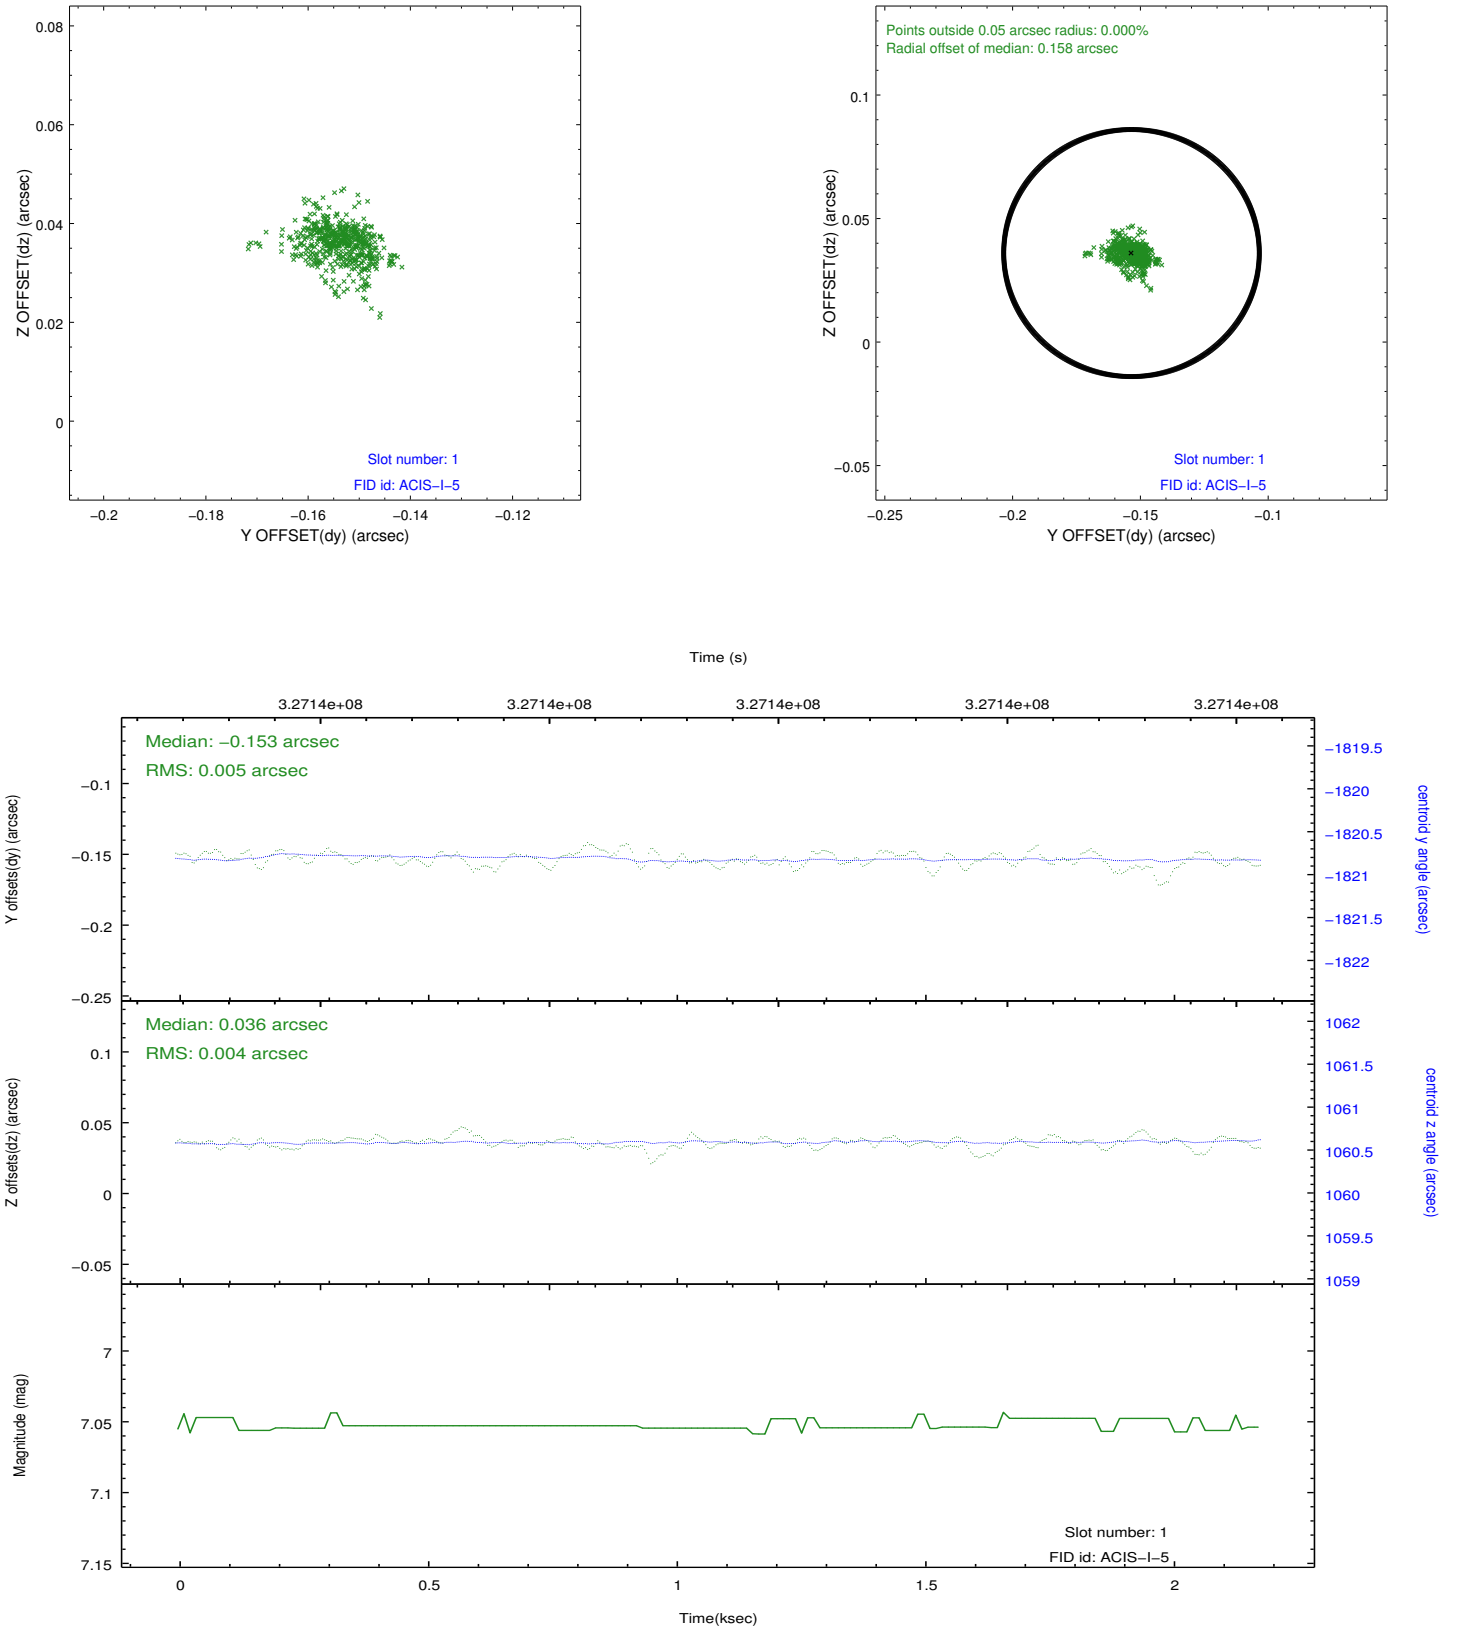 0.08
0.06
0.04
0.02
0
Z OFFSET(dz) (arcsec)
Slot number: 1
FID id: ACIS−I−5
−0.2
−0.18
−0.16
−0.14
−0.12
Y OFFSET(dy) (arcsec)
Points outside 0.05 arcsec radius: 0.000%
Radial offset of median: 0.158 arcsec
0.1
0.05
0
−0.05
Z OFFSET(dz) (arcsec)
Slot number: 1
FID id: ACIS−I−5
−0.25
−0.2
−0.15
−0.1
Y OFFSET(dy) (arcsec)
Time (s)
3.2714e+08
3.2714e+08
3.2714e+08
3.2714e+08
3.2714e+08
Median: −0.153 arcsec
RMS: 0.005 arcsec
−0.1
−0.15
−0.2
−0.25
Y offsets(dy) (arcsec)
−1819.5
−1820
−1820.5
−1821
−1821.5
−1822
centroid y angle (arcsec)
Median: 0.036 arcsec
RMS: 0.004 arcsec
0.1
0.05
0
−0.05
Z offsets(dz) (arcsec)
1062
1061.5
1061
1060.5
1060
1059.5
1059
centroid z angle (arcsec)
7
7.05
7.1
7.15
Magnitude (mag)
Slot number: 1
FID id: ACIS−I−5
0
0.5
1
1.5
2
Time(ksec)